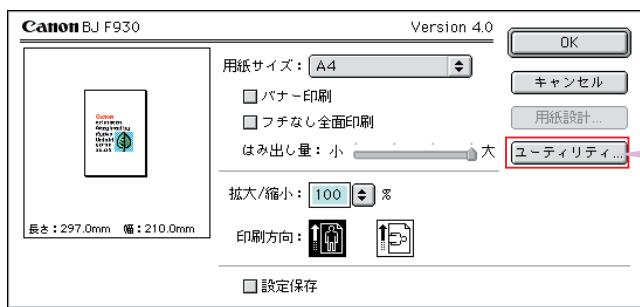 Canon BJ F930
Version 4.0
用紙サイズ： A4
バナー印刷
フチなし全面印刷
はみ出し量： 小 大
拡大/縮小： 100 %
印刷方向：
設定保存
長さ：297.0mm 幅：210.0mm
OK
キャンセル
用紙設計...
ユーティリティ...
Canon